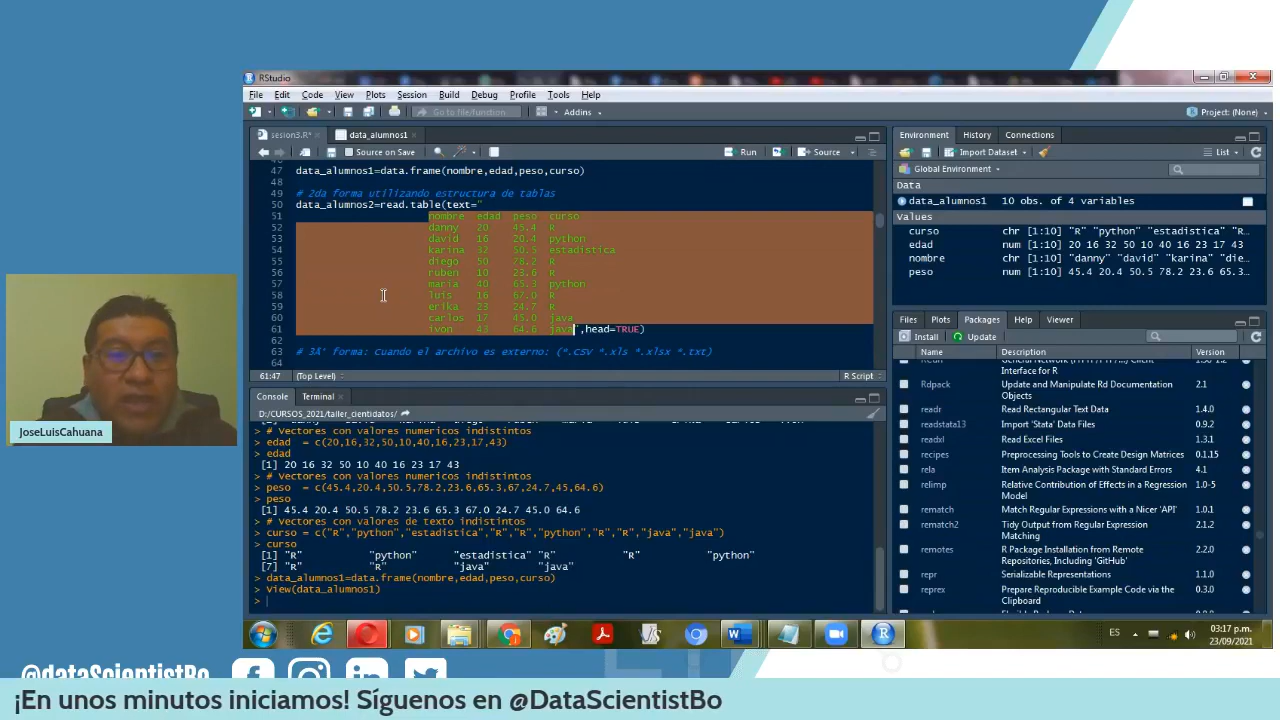 RStudio
File Edit Code View Plots Session Build Debug Profile Tools Help
Go to file/function Addins Project: (None)
sesion3.R* data_alumnos1
Source on Save Run Source
47 data_alumnos1=data.frame(nombre,edad,peso,curso)
48
49 # 2da forma utilizando estructura de tablas
50 data_alumnos2=read.table(text="
51 nombre edad peso curso
52 danny 20 45.4 R
53 david 16 20.4 python
54 karina 32 50.5 estadistica
55 diego 50 78.2 R
56 ruben 10 23.6 R
57 maria 40 65.3 python
58 luis 16 67.0 R
59 erika 23 24.7 R
60 carlos 17 45.0 java
61 ivon 43 64.6 java",head=TRUE)
62
63 # 3Â° forma: Cuando el archivo es externo: (*.CSV *.xls *.xlsx *.txt)
64
61:47 (Top Level) R Script
Console Terminal
D:/CURSOS_2021/taller_cientidatos/
> # Vectores con valores numericos indistintos
> edad = c(20,16,32,50,10,40,16,23,17,43)
> edad
[1] 20 16 32 50 10 40 16 23 17 43
> # Vectores con valores numericos indistintos
> peso = c(45.4,20.4,50.5,78.2,23.6,65.3,67,24.7,45,64.6)
> peso
[1] 45.4 20.4 50.5 78.2 23.6 65.3 67.0 24.7 45.0 64.6
> # Vectores con valores de texto indistintos
> curso = c("R","python","estadistica","R","R","python","R","R","java","java")
> curso
[1] "R" "python" "estadistica" "R" "R" "python"
[7] "R" "R" "java" "java"
> data_alumnos1=data.frame(nombre,edad,peso,curso)
> View(data_alumnos1)
>
Environment History Connections
Import Dataset List
Global Environment
Data
data_alumnos1 10 obs. of 4 variables
Values
curso chr [1:10] "R" "python" "estadistica" "R"…
edad num [1:10] 20 16 32 50 10 40 16 23 17 43
nombre chr [1:10] "danny" "david" "karina" "die…
peso num [1:10] 45.4 20.4 50.5 78.2 23.6 65.3…
Files Plots Packages Help Viewer
Install Update
Name Description Version
Interface for R
Rdpack Update and Manipulate Rd Documentation Objects 2.1
readr Read Rectangular Text Data 1.4.0
readstata13 Import 'Stata' Data Files 0.9.2
readxl Read Excel Files 1.3.1
recipes Preprocessing Tools to Create Design Matrices 0.1.15
rela Item Analysis Package with Standard Errors 4.1
relimp Relative Contribution of Effects in a Regression Model 1.0-5
rematch Match Regular Expressions with a Nicer 'API' 1.0.1
rematch2 Tidy Output from Regular Expression Matching 2.1.2
remotes R Package Installation from Remote Repositories, Including 'GitHub' 2.2.0
repr Serializable Representations 1.1.0
reprex Prepare Reproducible Example Code via the Clipboard 0.3.0
JoseLuisCahuana
ES 03:17 p.m.
23/09/2021
@dataScientistBo
¡En unos minutos iniciamos! Síguenos en @DataScientistBo